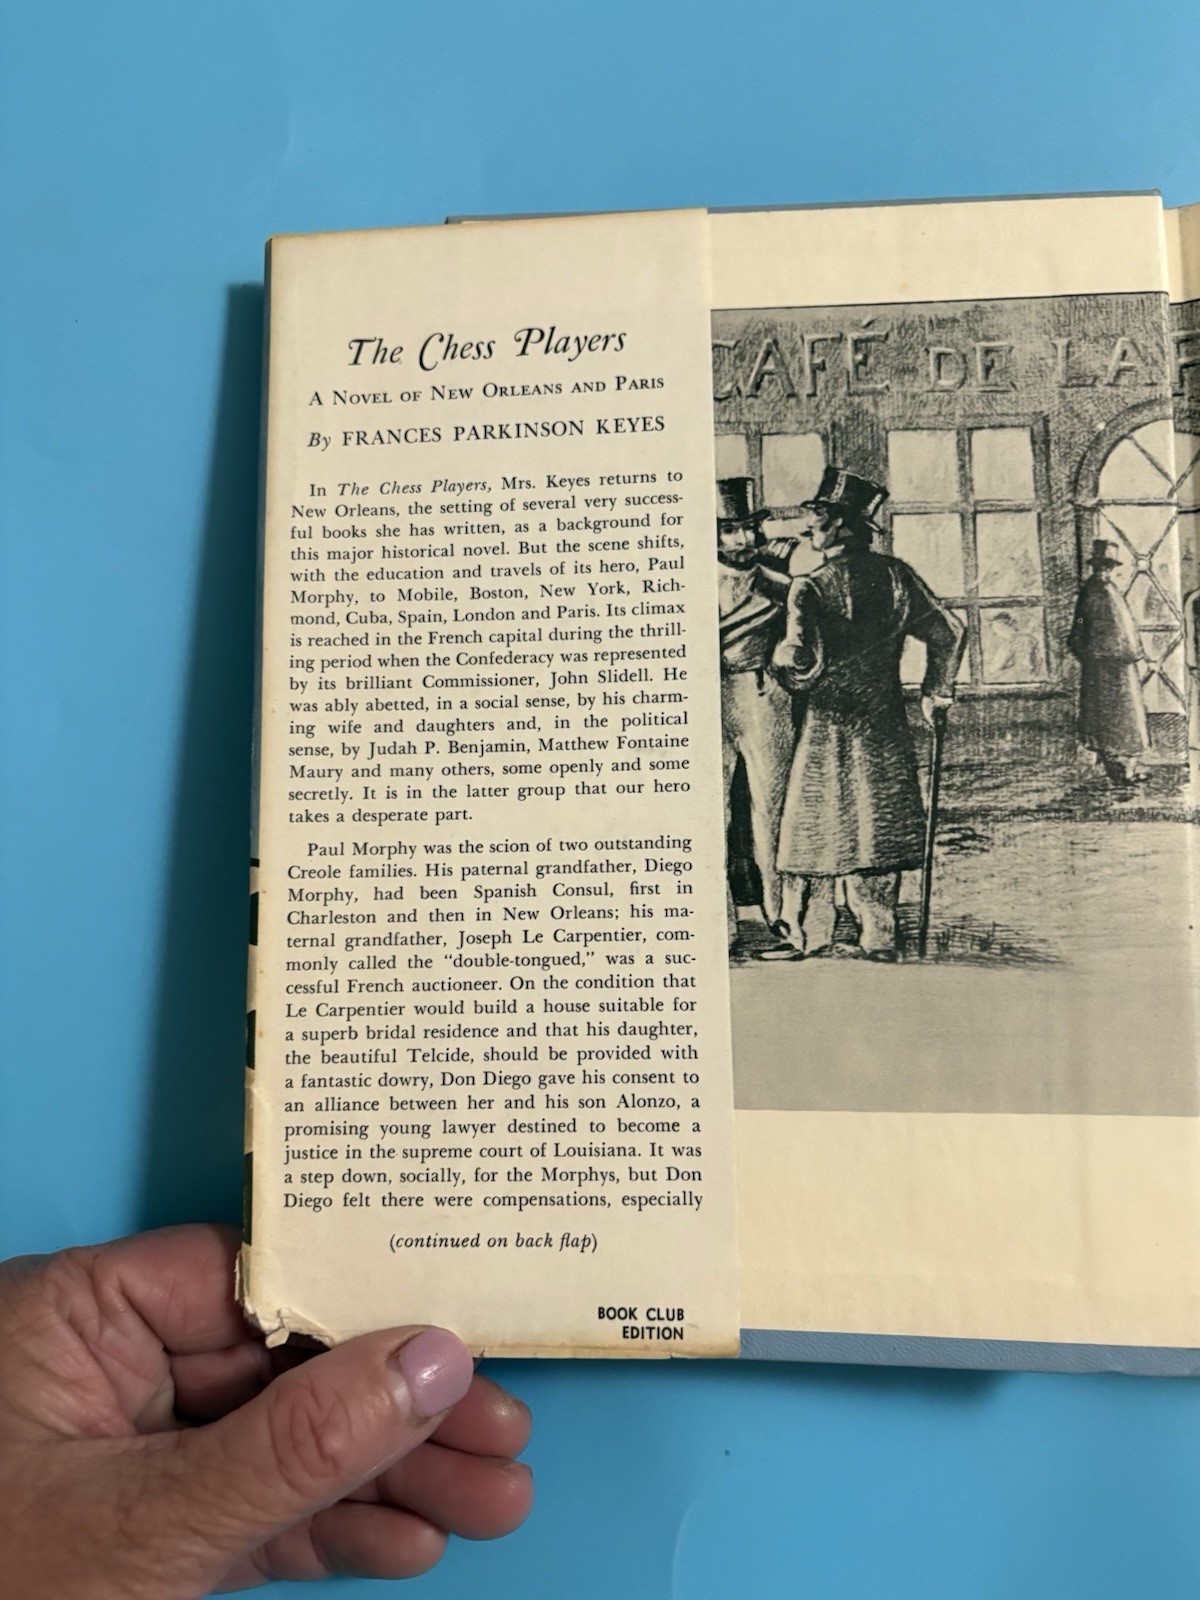 The Chess Players
A NOVEL OF NEW ORLEANS AND PARIS
By FRANCES PARKINSON KEYES
In The Chess Players, Mrs. Keyes returns to
New Orleans, the setting of several very success-
ful books she has written, as a background for
this major historical novel. But the scene shifts,
with the education and travels of its hero, Paul
Morphy, to Mobile, Boston, New York, Rich-
mond, Cuba, Spain, London and Paris. Its climax
is reached in the French capital during the thrill-
ing period when the Confederacy was represented
by its brilliant Commissioner, John Slidell. He
was ably abetted, in a social sense, by his charm-
ing wife and daughters and, in the political
sense, by Judah P. Benjamin, Matthew Fontaine
Maury and many others, some openly and some
secretly. It is in the latter group that our hero
takes a desperate part.
Paul Morphy was the scion of two outstanding
Creole families. His paternal grandfather, Diego
Morphy, had been Spanish Consul, first in
Charleston and then in New Orleans; his ma-
ternal grandfather, Joseph Le Carpentier, com-
monly called the "double-tongued," was a suc-
cessful French auctioneer. On the condition that
Le Carpentier would build a house suitable for
a superb bridal residence and that his daughter,
the beautiful Telcide, should be provided with
a fantastic dowry, Don Diego gave his consent to
an alliance between her and his son Alonzo, a
promising young lawyer destined to become a
justice in the supreme court of Louisiana. It was
a step down, socially, for the Morphys, but Don
Diego felt there were compensations, especially
(continued on back flap)
BOOK CLUB
EDITION
CAFÉ DE LA